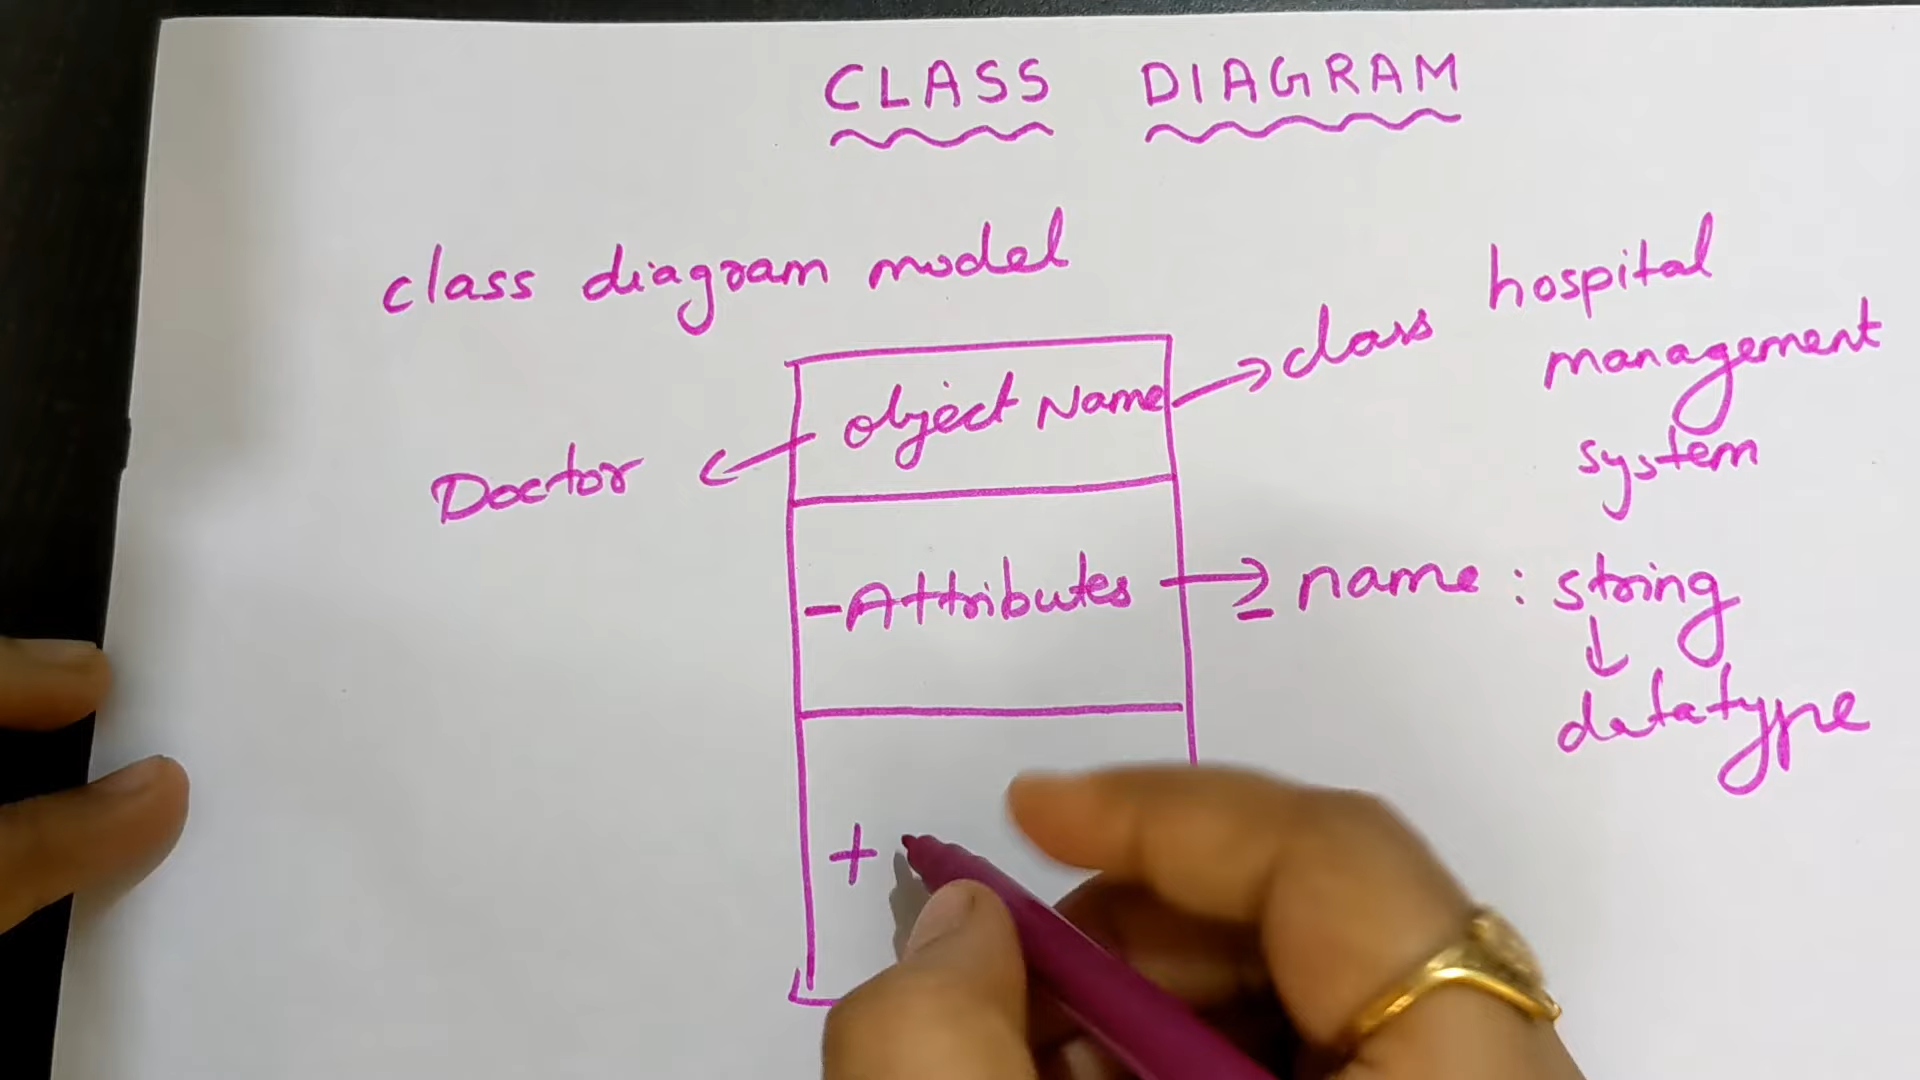 CLASS DIAGRAM
class diagram model
hospital
management
system
Object Name → class
Doctor ←
-Attributes → - name : string
↓
datatype
+